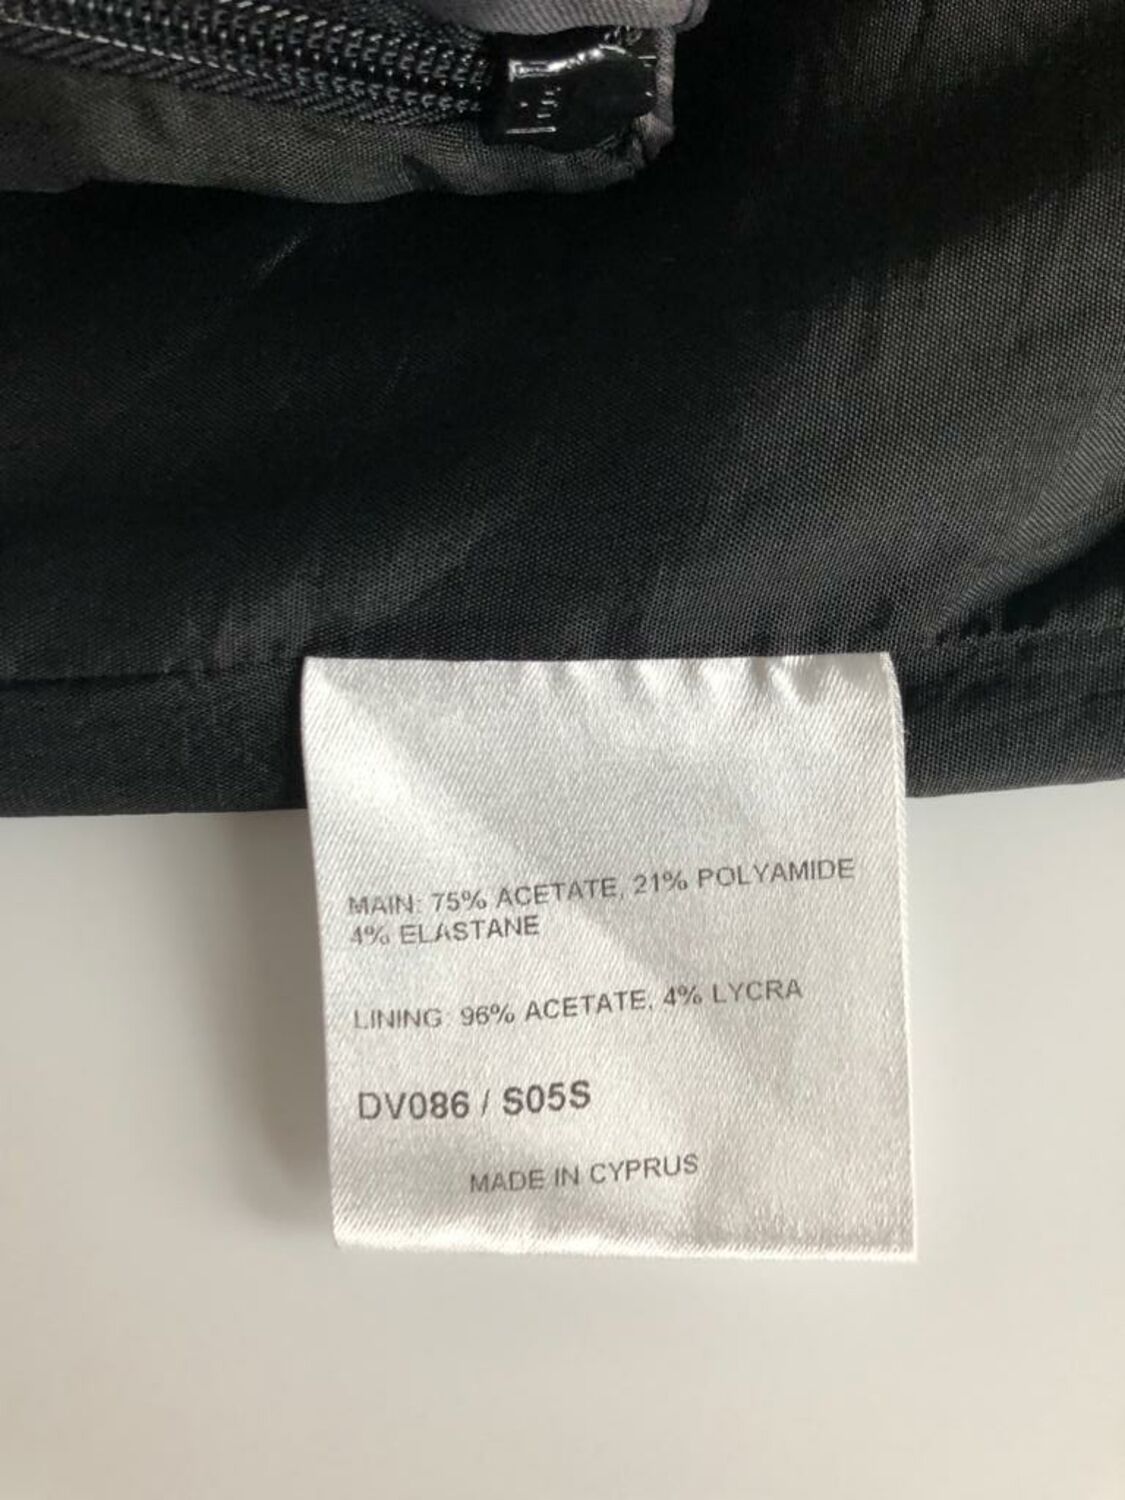 MAIN: 75% ACETATE, 21% POLYAMIDE
4% ELASTANE
LINING: 96% ACETATE, 4% LYCRA
DV086 / S05S
MADE IN CYPRUS